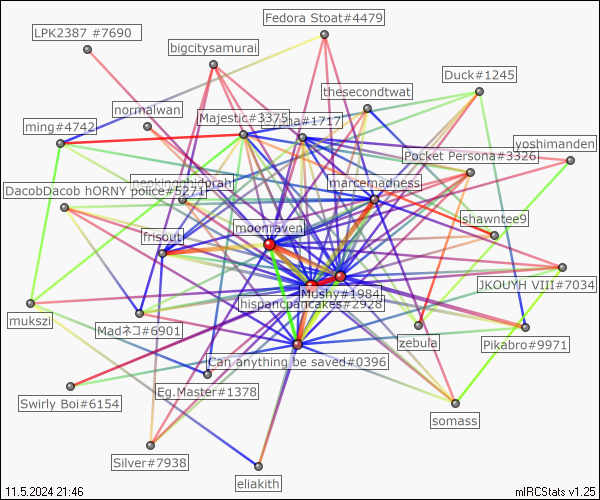 Fedora Stoat#4479
LPK2387 #7690
bigcitysamurai
Duck#1245
thesecondtwat
normalwan
Majestic#3375
#1717
ming#4742
yoshimanden
Pocket Persona#3326
marcemadness
DacobDacob hORNY police#5271
shawntee9
moonraven
frisout
JKOUYH VIII#7034
Mushy#1984
hispancpancakes#2928
mukszi
Madネコ#6901
zebula
Pikabro#9971
Can anything be saved#0396
Eg.Master#1378
Swirly Boi#6154
somass
Silver#7938
eliakith
11.5.2024 21:46
mIRCStats v1.25